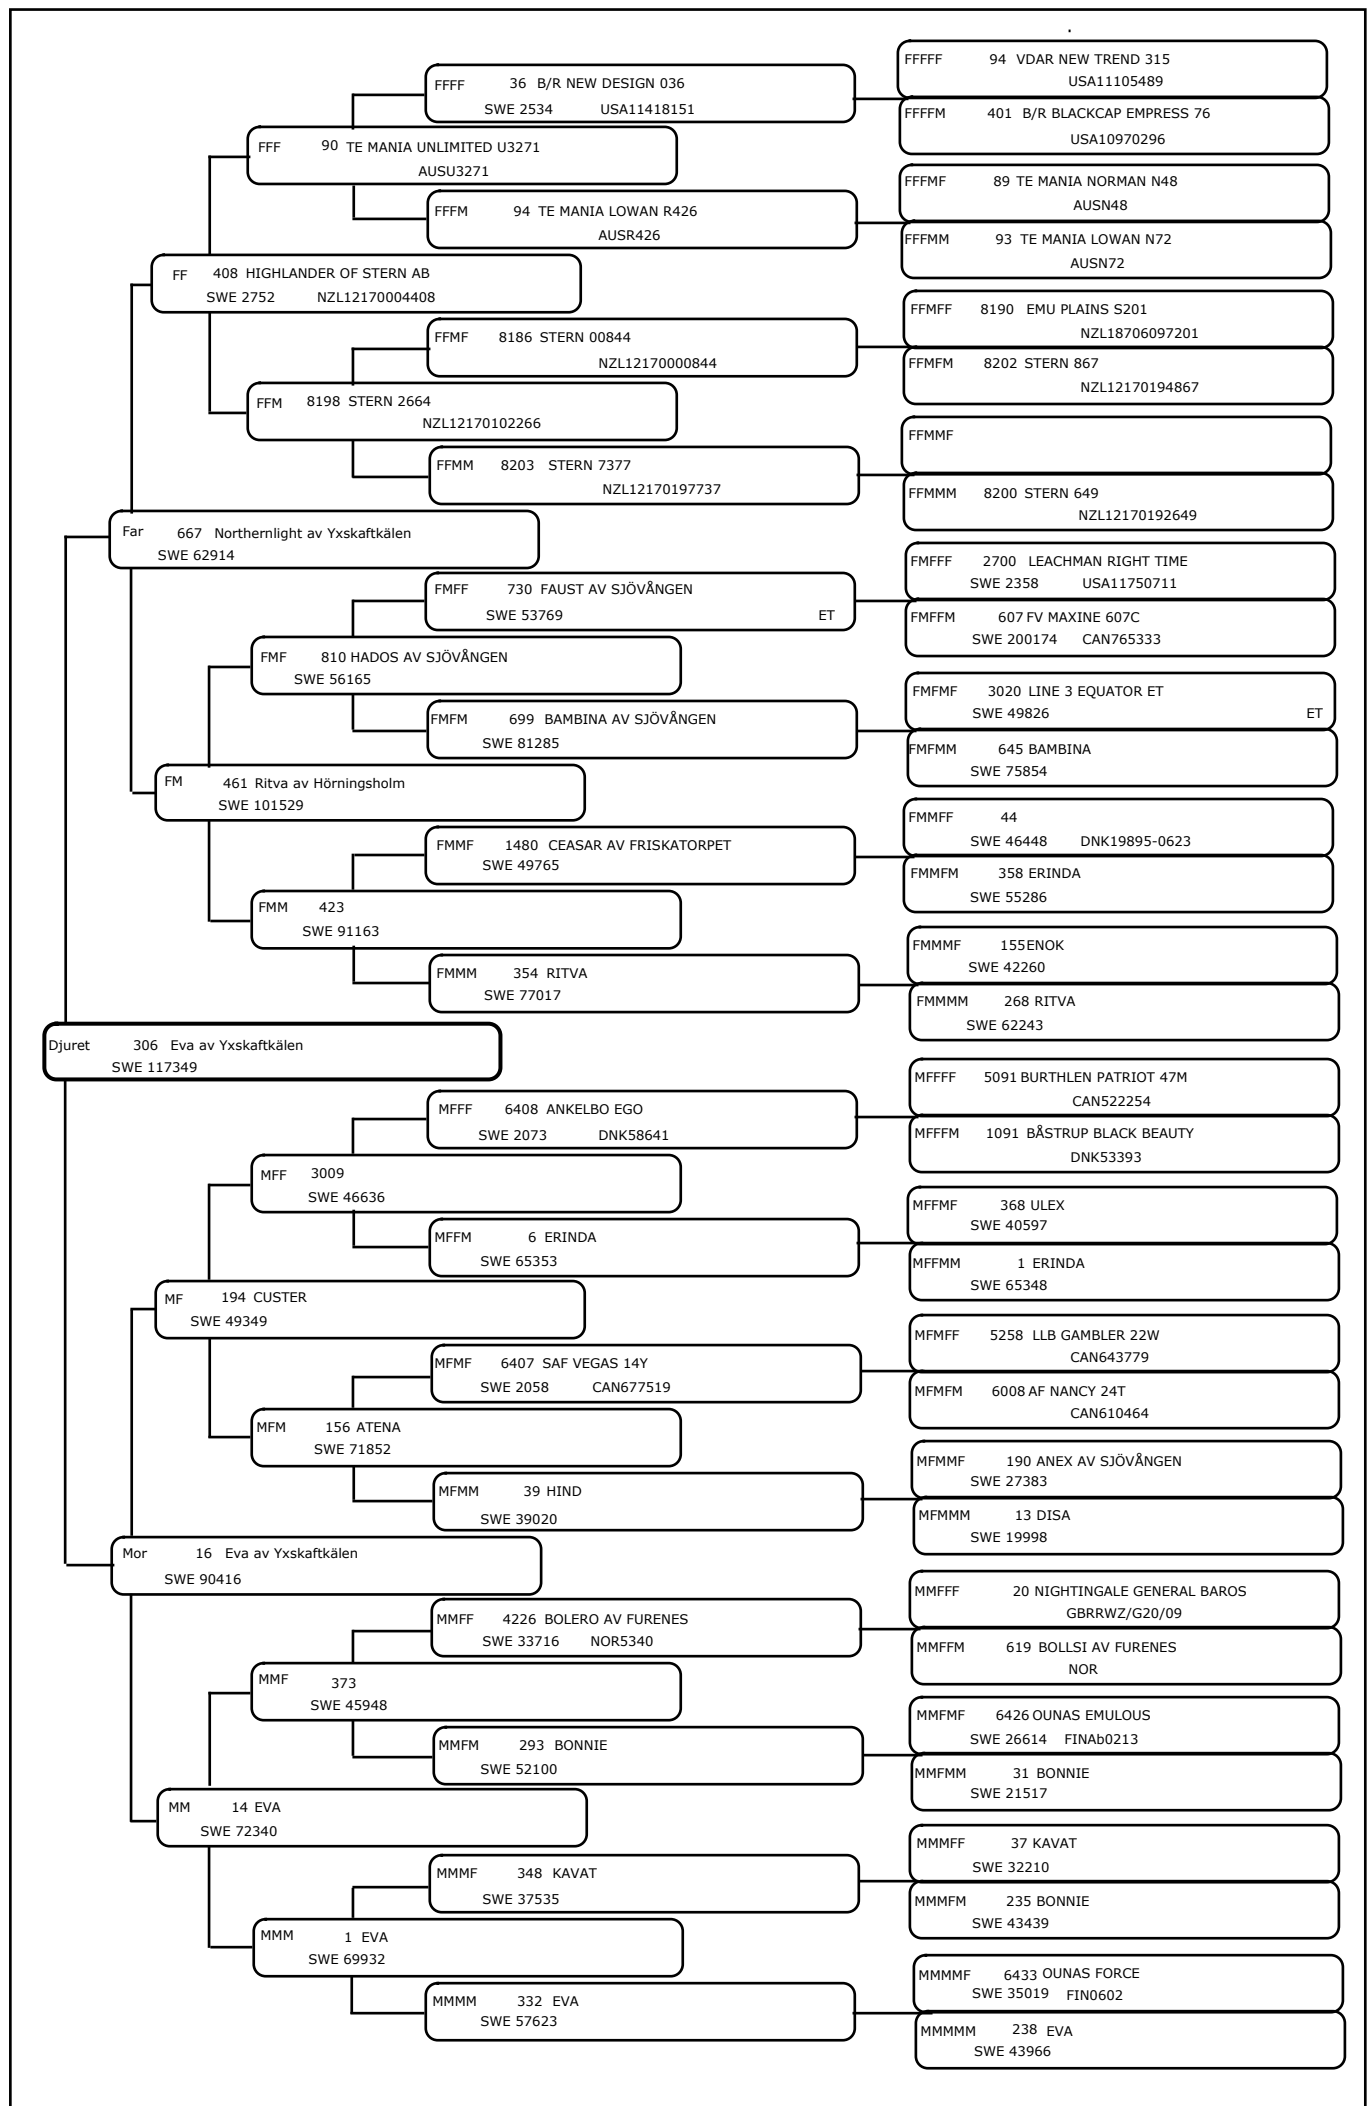 FFFFF 94 VDAR NEW TREND 315
USA11105489
FFFF 36 B/R NEW DESIGN 036
SWE 2534 USA11418151
FFFFM 401 B/R BLACKCAP EMPRESS 76
USA10970296
FFF 90 TE MANIA UNLIMITED U3271
AUSU3271
FFFMF 89 TE MANIA NORMAN N48
AUSN48
FFFM 94 TE MANIA LOWAN R426
AUSR426
FFFMM 93 TE MANIA LOWAN N72
AUSN72
FF 408 HIGHLANDER OF STERN AB
SWE 2752 NZL12170004408
FFMFF 8190 EMU PLAINS S201
NZL18706097201
FFMF 8186 STERN 00844
NZL12170000844
FFMFM 8202 STERN 867
NZL12170194867
FFM 8198 STERN 2664
NZL12170102266
FFMMF
FFMM 8203 STERN 7377
NZL12170197737
FFMMM 8200 STERN 649
NZL12170192649
Far 667 Northernlight av Yxskaftkälen
SWE 62914
FMFFF 2700 LEACHMAN RIGHT TIME
SWE 2358 USA11750711
FMFF 730 FAUST AV SJÖVÅNGEN
SWE 53769 ET
FMFFM 607 FV MAXINE 607C
SWE 200174 CAN765333
FMF 810 HADOS AV SJÖVÅNGEN
SWE 56165
FMFMF 3020 LINE 3 EQUATOR ET
SWE 49826 ET
FMFM 699 BAMBINA AV SJÖVÅNGEN
SWE 81285
FMFMM 645 BAMBINA
SWE 75854
FM 461 Ritva av Hörningsholm
SWE 101529
FMMFF 44
SWE 46448 DNK19895-0623
FMMF 1480 CEASAR AV FRISKATORPET
SWE 49765
FMMFM 358 ERINDA
SWE 55286
FMM 423
SWE 91163
FMMMF 155ENOK
SWE 42260
FMMM 354 RITVA
SWE 77017
FMMMM 268 RITVA
SWE 62243
Djuret 306 Eva av Yxskaftkälen
SWE 117349
MFFFF 5091 BURTHLEN PATRIOT 47M
CAN522254
MFFF 6408 ANKELBO EGO
SWE 2073 DNK58641
MFFFM 1091 BÅSTRUP BLACK BEAUTY
DNK53393
MFF 3009
SWE 46636
MFFMF 368 ULEX
SWE 40597
MFFM 6 ERINDA
SWE 65353
MFFMM 1 ERINDA
SWE 65348
MF 194 CUSTER
SWE 49349
MFMFF 5258 LLB GAMBLER 22W
CAN643779
MFMF 6407 SAF VEGAS 14Y
SWE 2058 CAN677519
MFMFM 6008 AF NANCY 24T
CAN610464
MFM 156 ATENA
SWE 71852
MFMMF 190 ANEX AV SJÖVÅNGEN
SWE 27383
MFMM 39 HIND
SWE 39020
MFMMM 13 DISA
SWE 19998
Mor 16 Eva av Yxskaftkälen
SWE 90416
MMFFF 20 NIGHTINGALE GENERAL BAROS
GBRRWZ/G20/09
MMFF 4226 BOLERO AV FURENES
SWE 33716 NOR5340
MMFFM 619 BOLLSI AV FURENES
NOR
MMF 373
SWE 45948
MMFMF 6426 OUNAS EMULOUS
SWE 26614 FINAb0213
MMFM 293 BONNIE
SWE 52100
MMFMM 31 BONNIE
SWE 21517
MM 14 EVA
SWE 72340
MMMFF 37 KAVAT
SWE 32210
MMMF 348 KAVAT
SWE 37535
MMMFM 235 BONNIE
SWE 43439
MMM 1 EVA
SWE 69932
MMMMF 6433 OUNAS FORCE
SWE 35019 FIN0602
MMMM 332 EVA
SWE 57623
MMMMM 238 EVA
SWE 43966